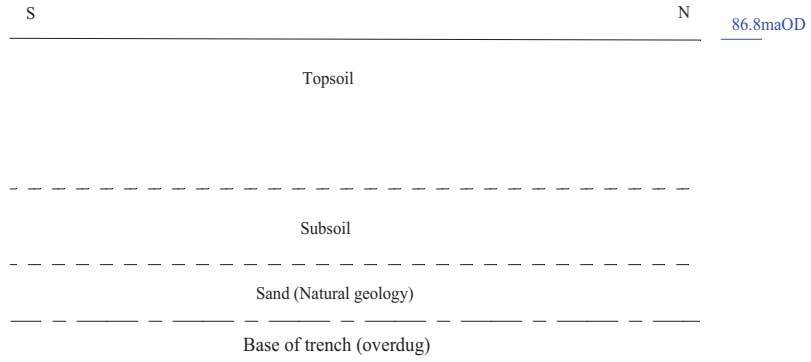 S
N
86.8maOD
Topsoil
Subsoil
Sand (Natural geology)
Base of trench (overdug)